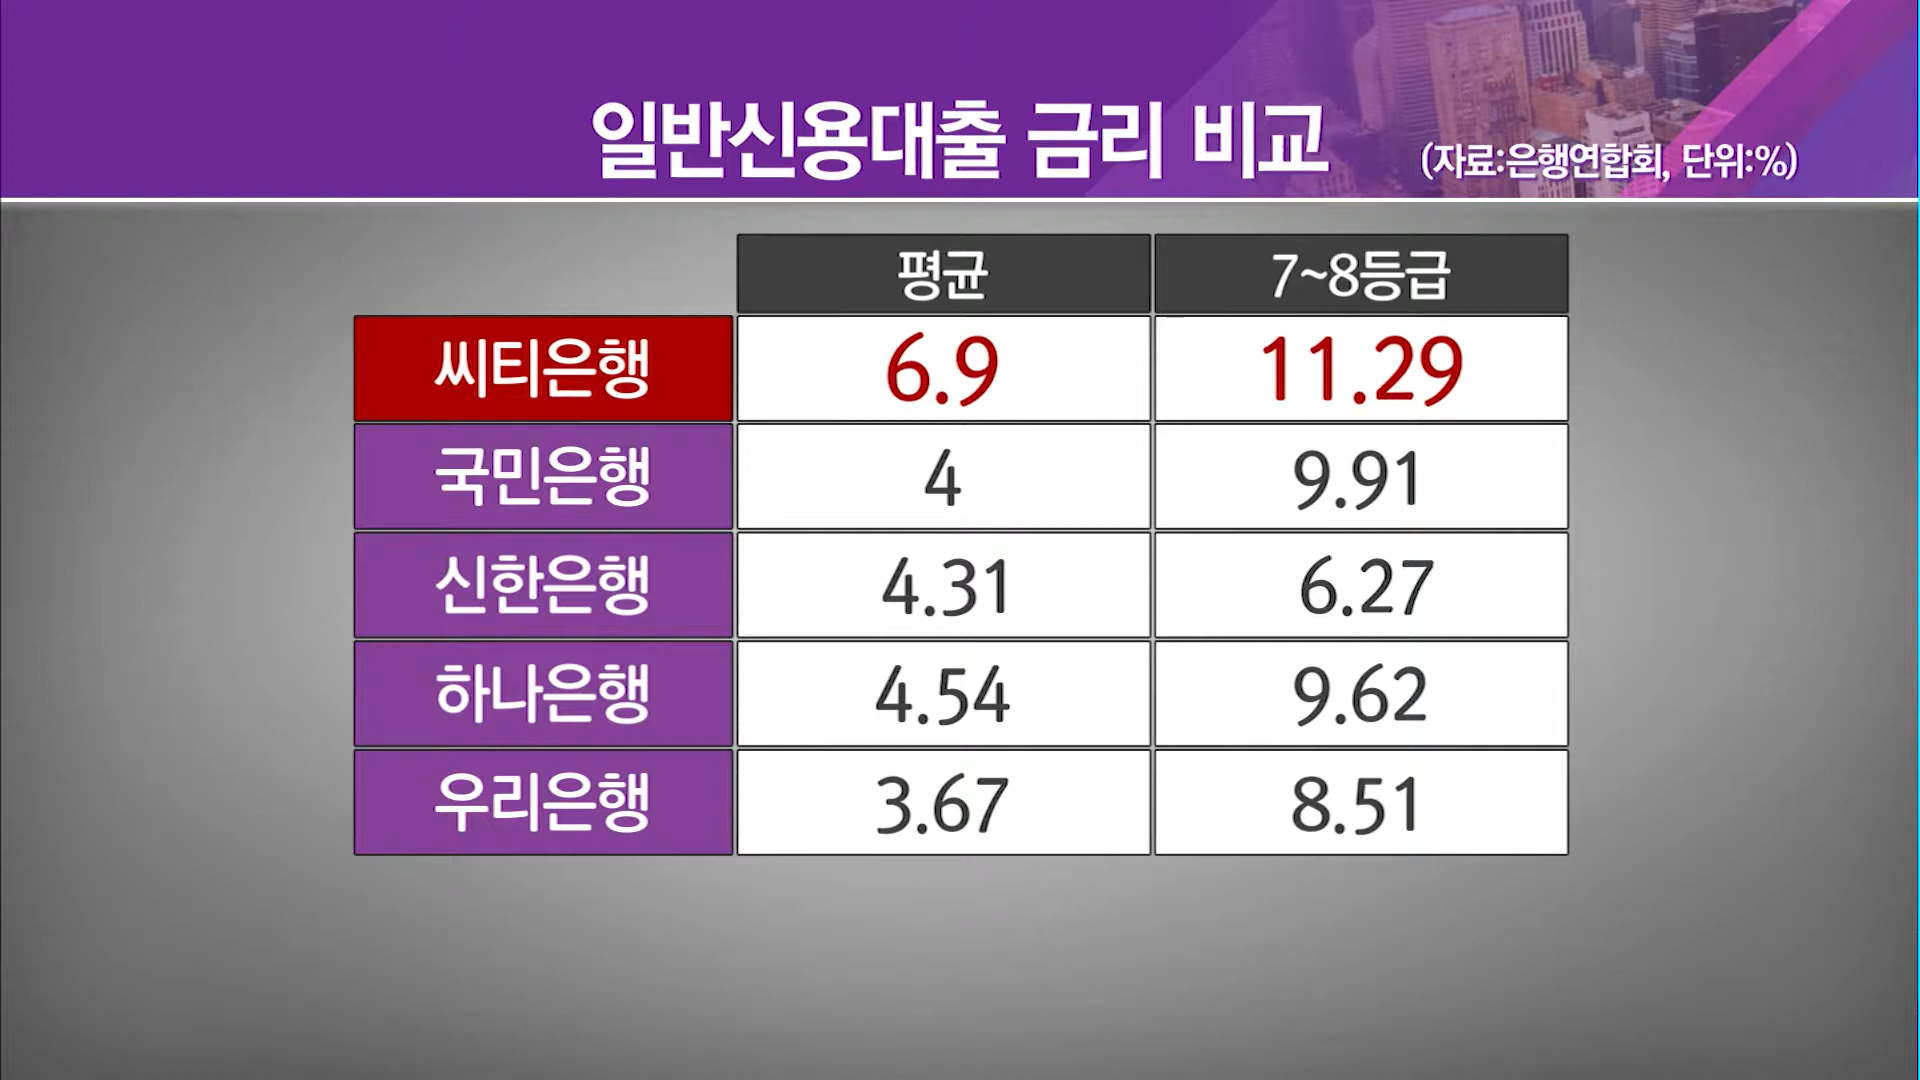 일반신용대출 금리 비교
(자료:은행연합회, 단위:%)
평균 7~8등급
씨티은행 6.9 11.29
국민은행 4 9.91
신한은행 4.31 6.27
하나은행 4.54 9.62
우리은행 3.67 8.51